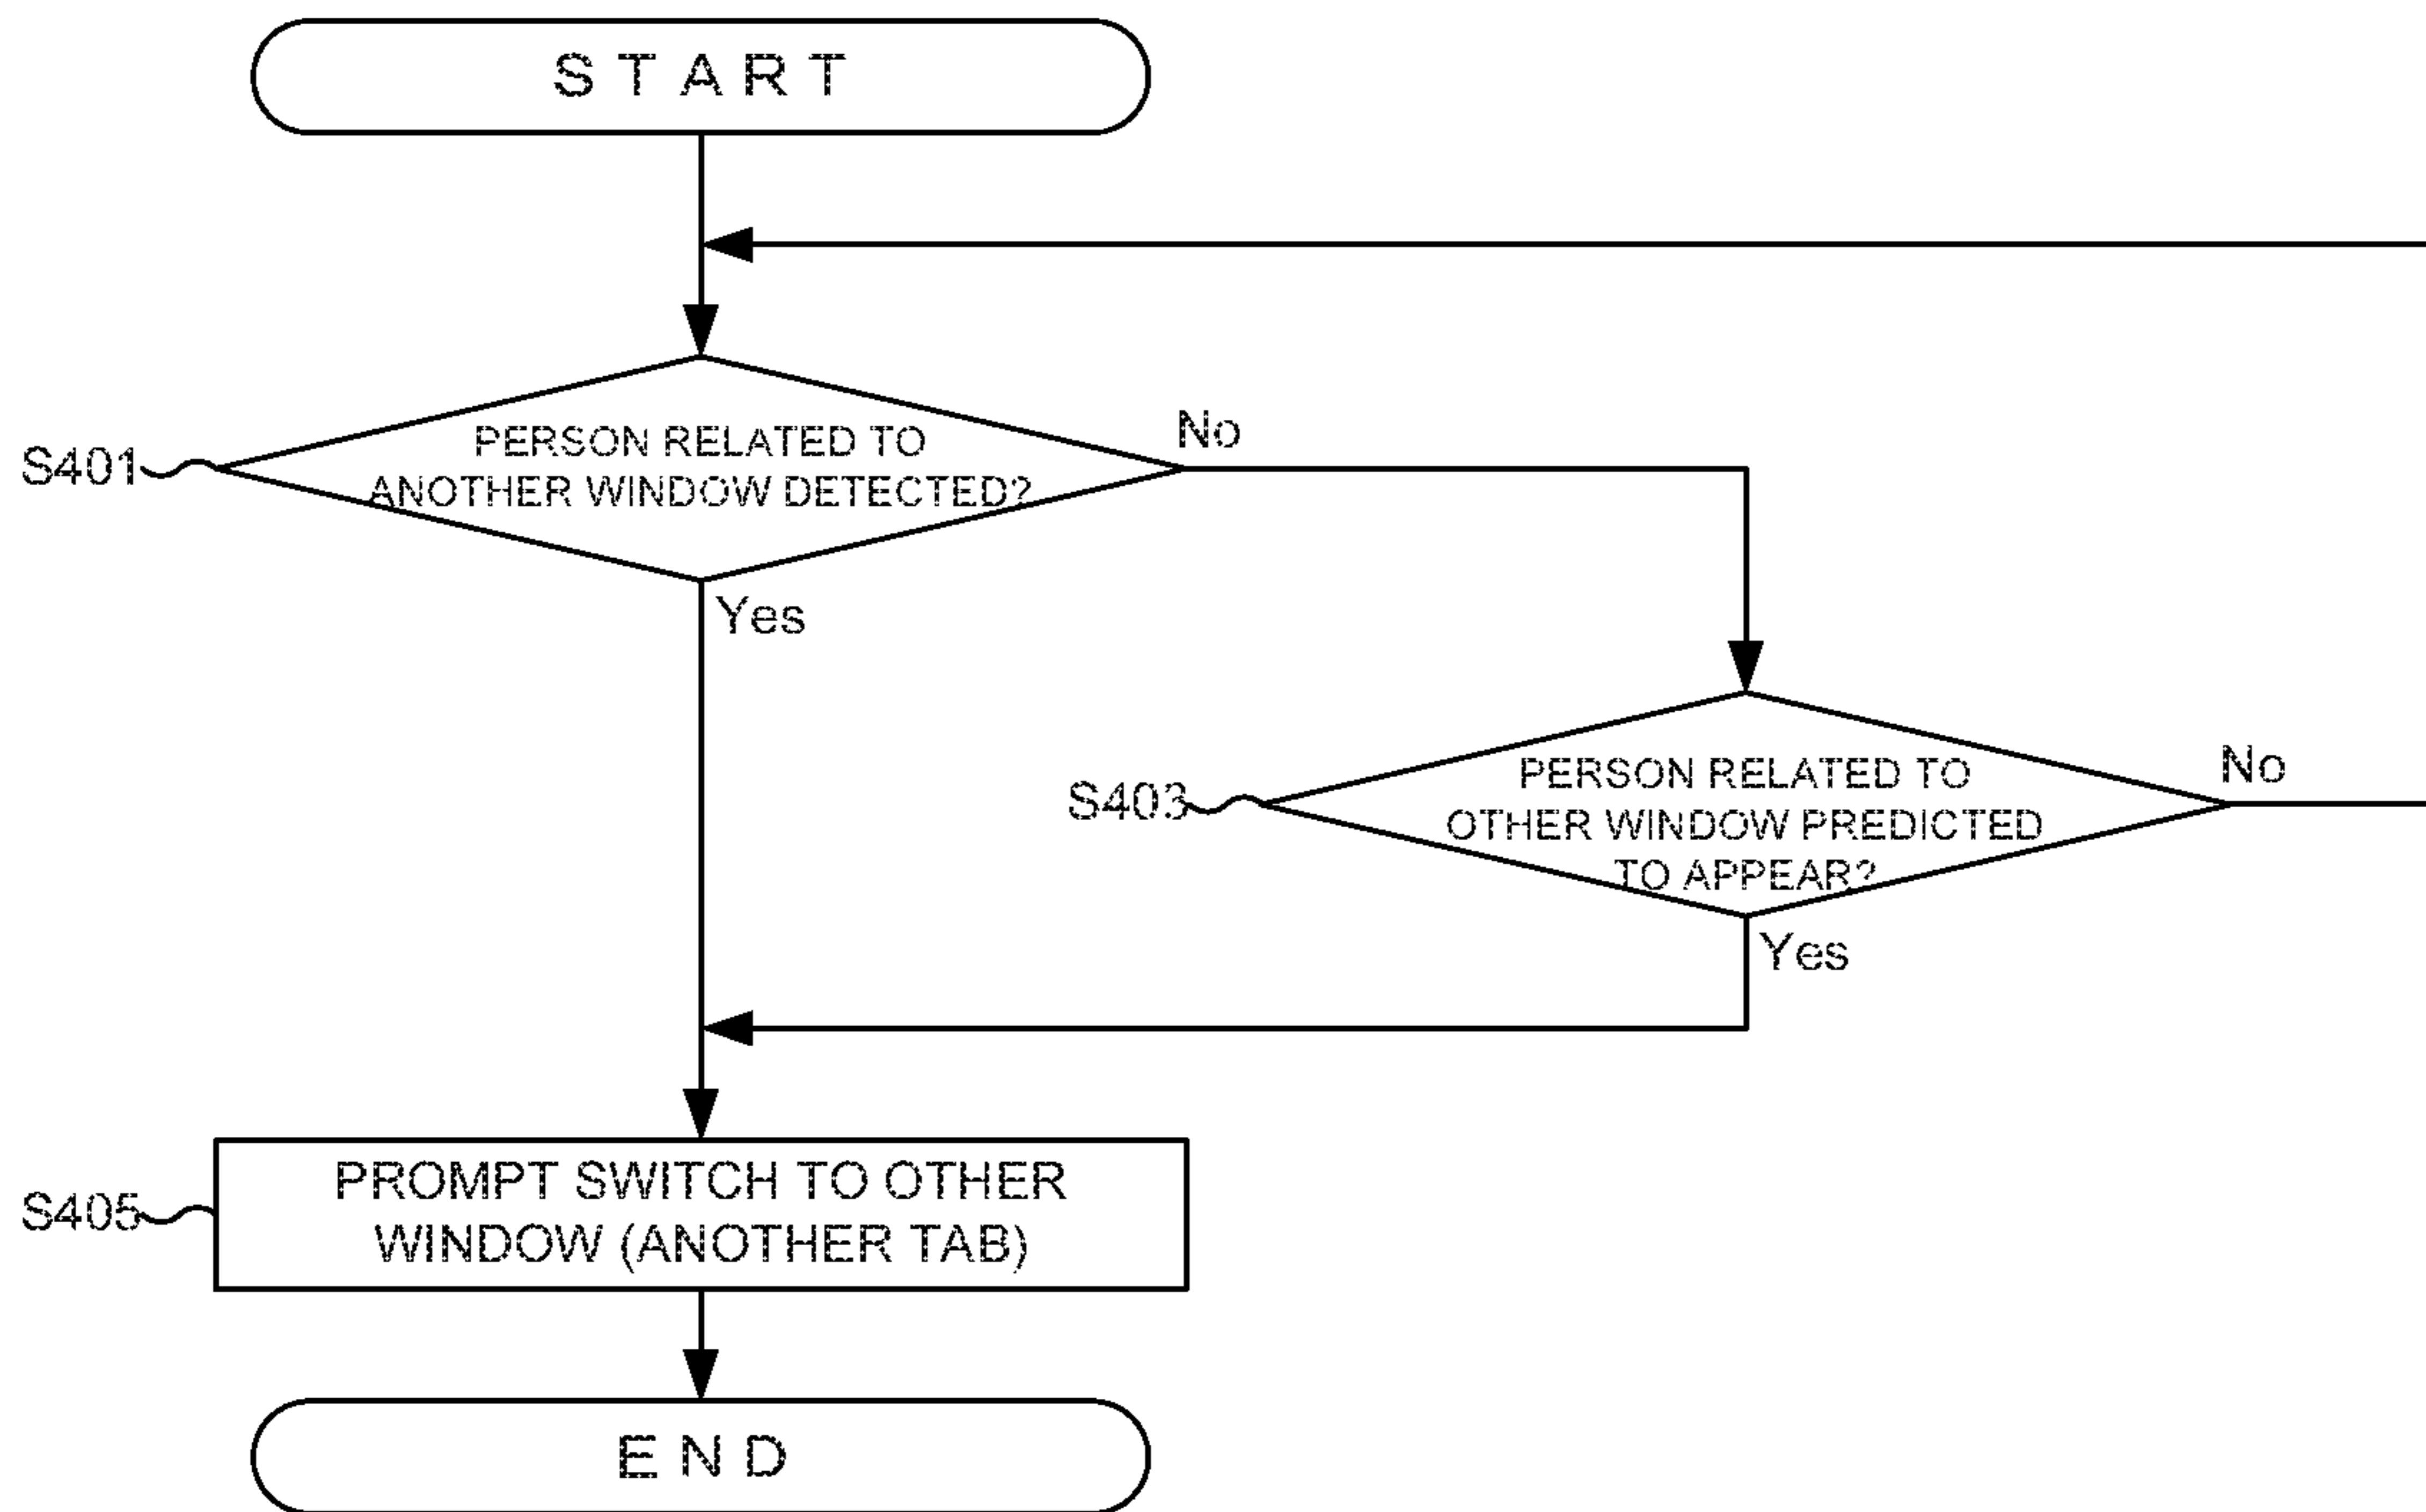 START
No
PERSON RELATED TO
S401
ANOTHER WINDOW DETECTED?
Yes
No
PERSON RELATED TO
S403
OTHER WINDOW PREDICTED
TO APPEAR?
Yes
PROMPT SWITCH TO OTHER
S405
WINDOW (ANOTHER TAB)
END